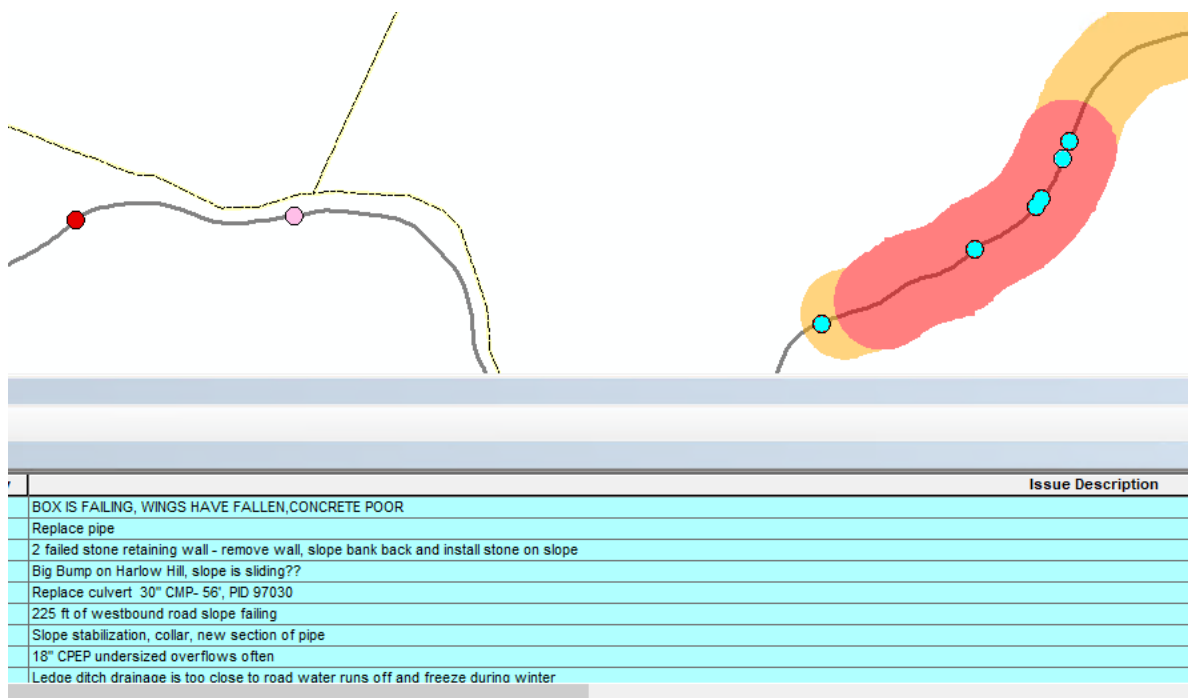 Issue Description
BOX IS FAILING, WINGS HAVE FALLEN,CONCRETE POOR
Replace pipe
2 failed stone retaining wall - remove wall, slope bank back and install stone on slope
Big Bump on Harlow Hill, slope is sliding??
Replace culvert 30" CMP- 56', PID 97030
225 ft of westbound road slope failing
Slope stabilization, collar, new section of pipe
18" CPEP undersized overflows often
Ledge ditch drainage is too close to road water runs off and freeze during winter